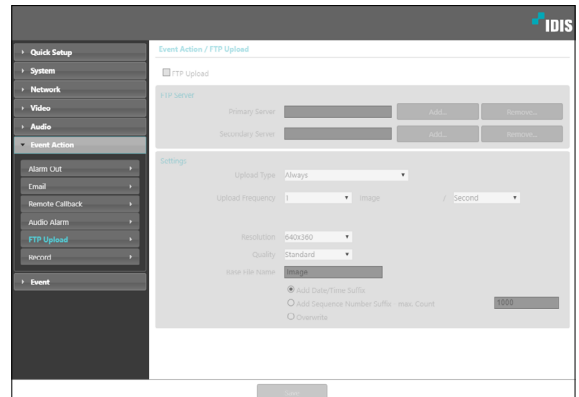 IDIS
Quick Setup
System
Network
Video
Audio
Event Action
Alarm Out
Email
Remote Callback
Audio Alarm
FTP Upload
Record
Event
Event Action / FTP Upload
FTP Upload
FTP Server
Primary Server Add... Remove...
Secondary Server Add... Remove...
Settings
Upload Type Always
Upload Frequency 1 image / Second
Resolution 640x360
Quality Standard
Base File Name image
Add Date/Time Suffix
Add Sequence Number Suffix - max. Count 1000
Overwrite
Save